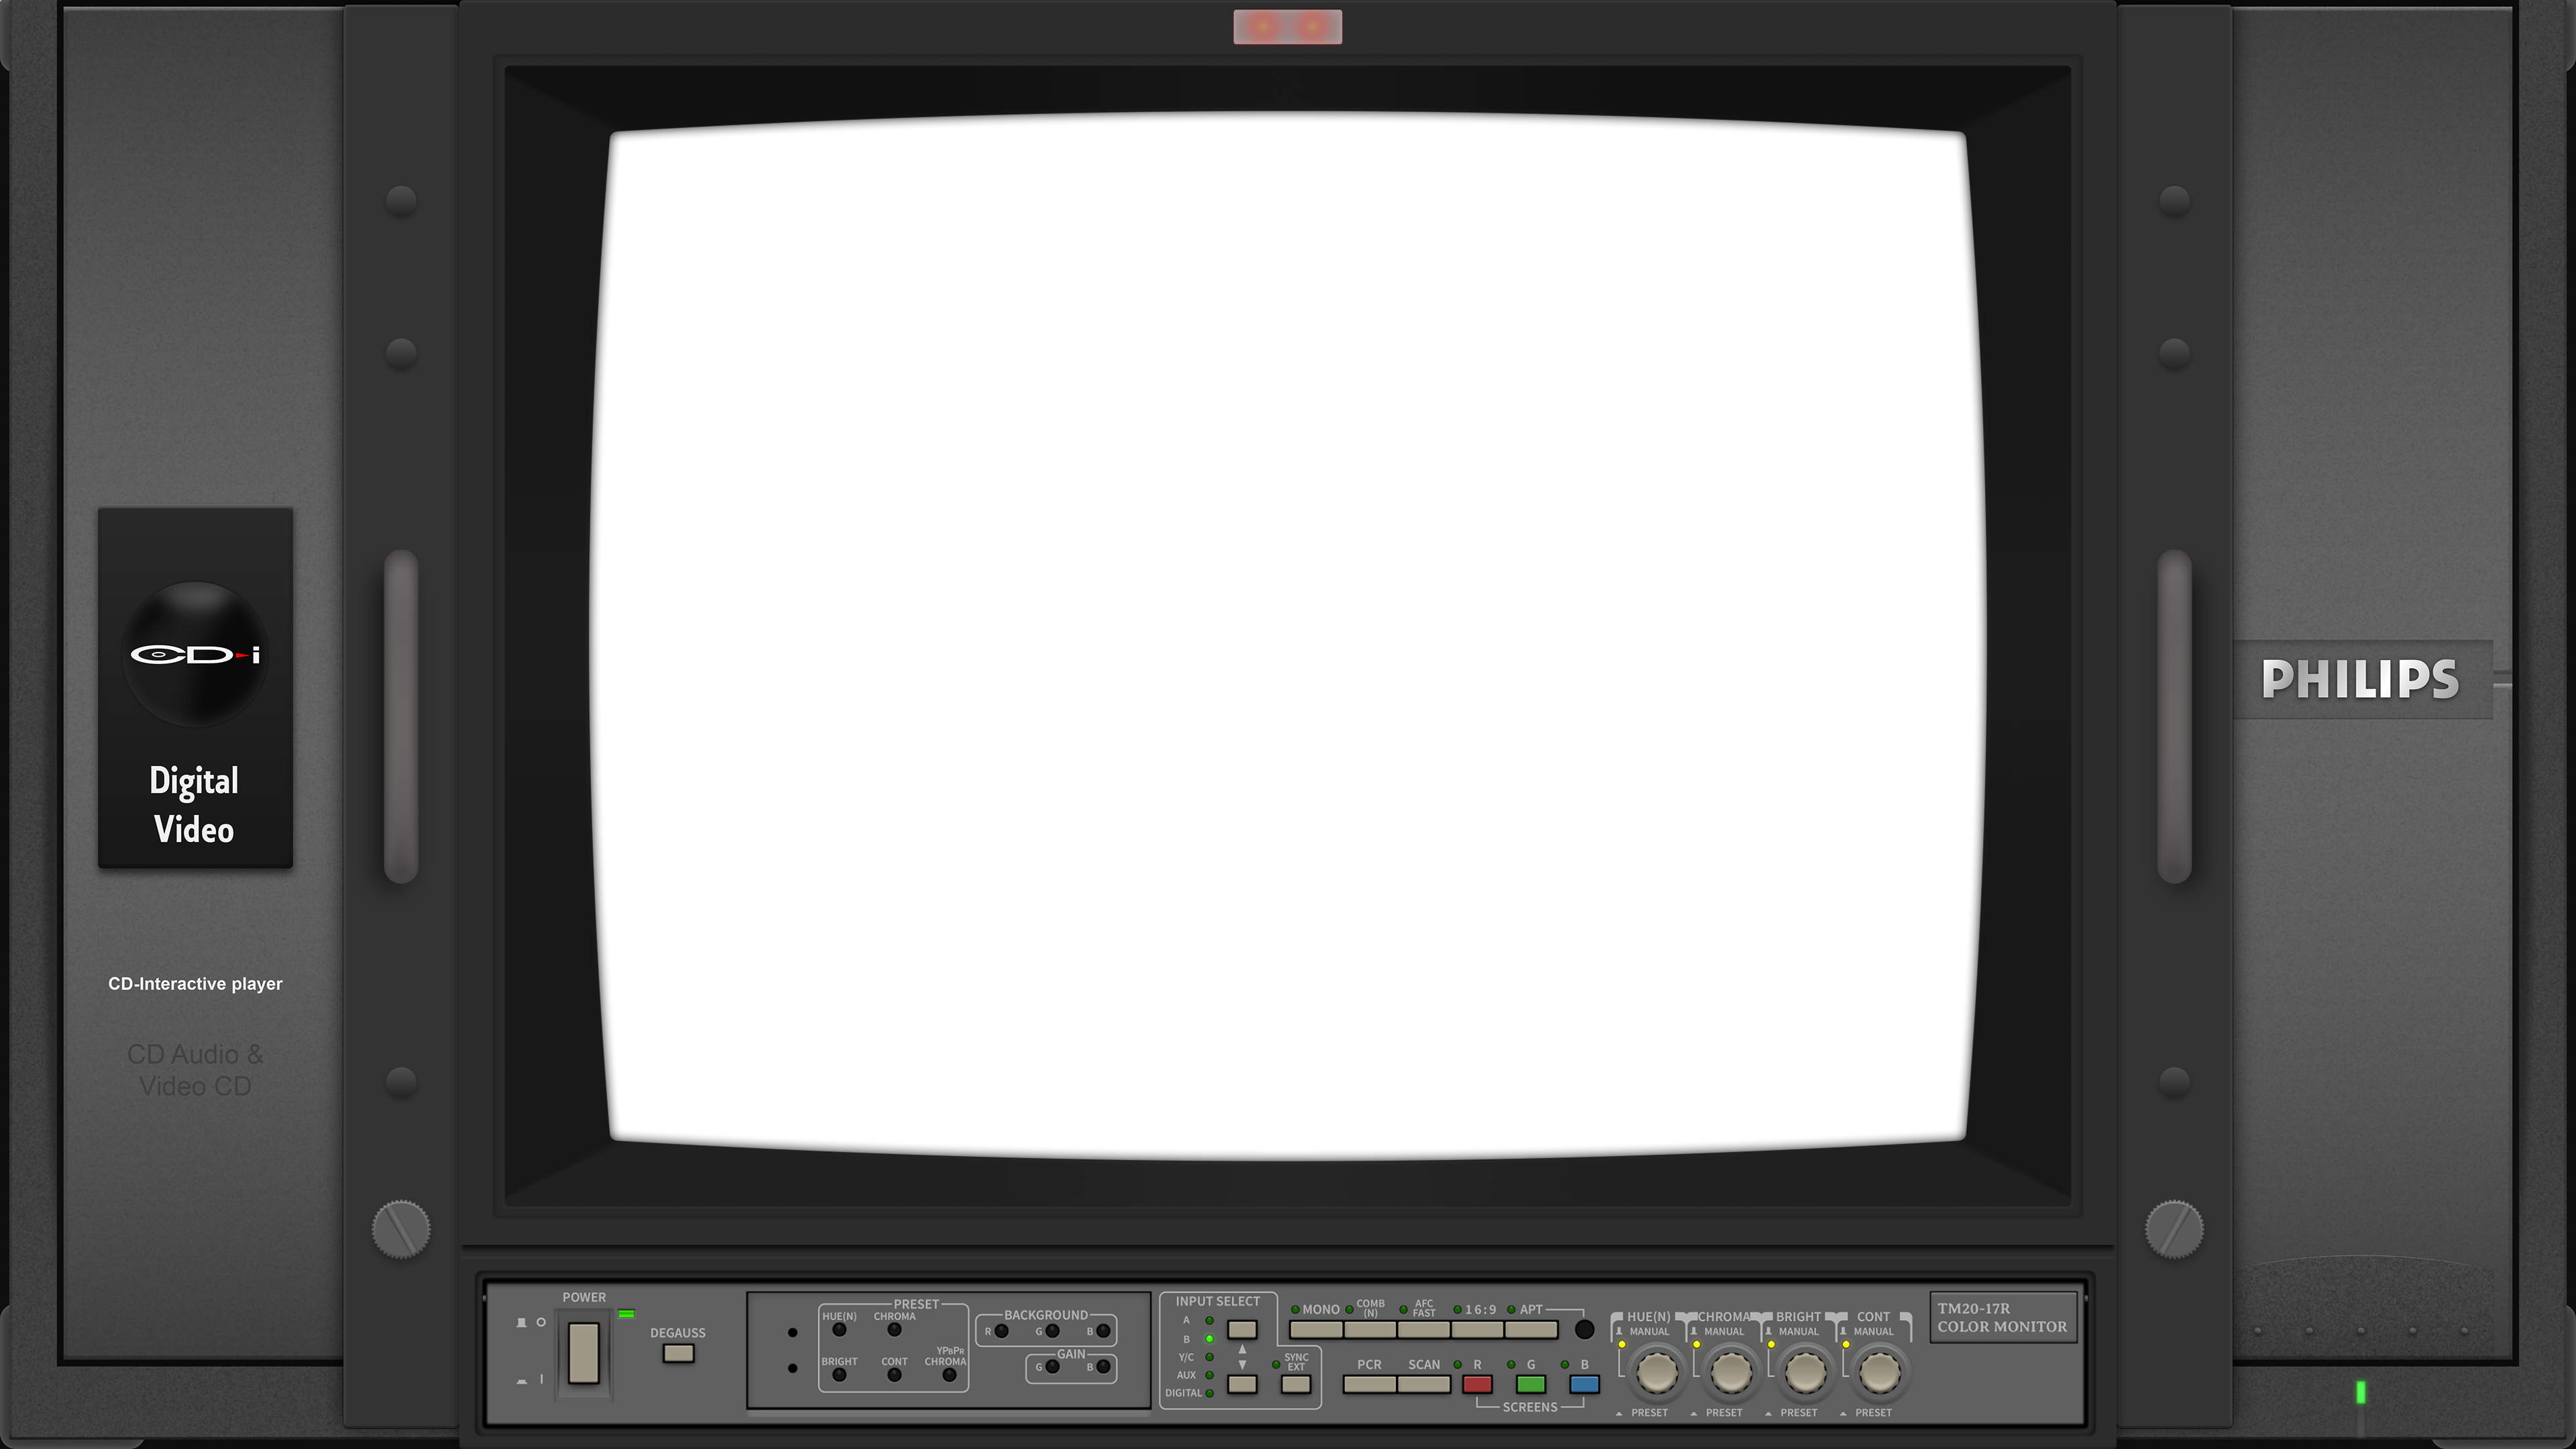 CD-i
Digital
Video
CD-Interactive player
CD Audio &
Video CD
PHILIPS
POWER
DEGAUSS
PRESET
HUE(N)
CHROMA
BRIGHT
CONT
YPBPR
CHROMA
BACKGROUND
R
G
B
GAIN
G
B
INPUT SELECT
A
B
Y/C
AUX
DIGITAL
SYNC
EXT
MONO
COMB
(N)
AFC
FAST
16:9
APT
PCR
SCAN
R
G
B
SCREENS
HUE(N)
MANUAL
PRESET
CHROMA
MANUAL
PRESET
BRIGHT
MANUAL
PRESET
CONT
MANUAL
PRESET
TM20-17R
COLOR MONITOR